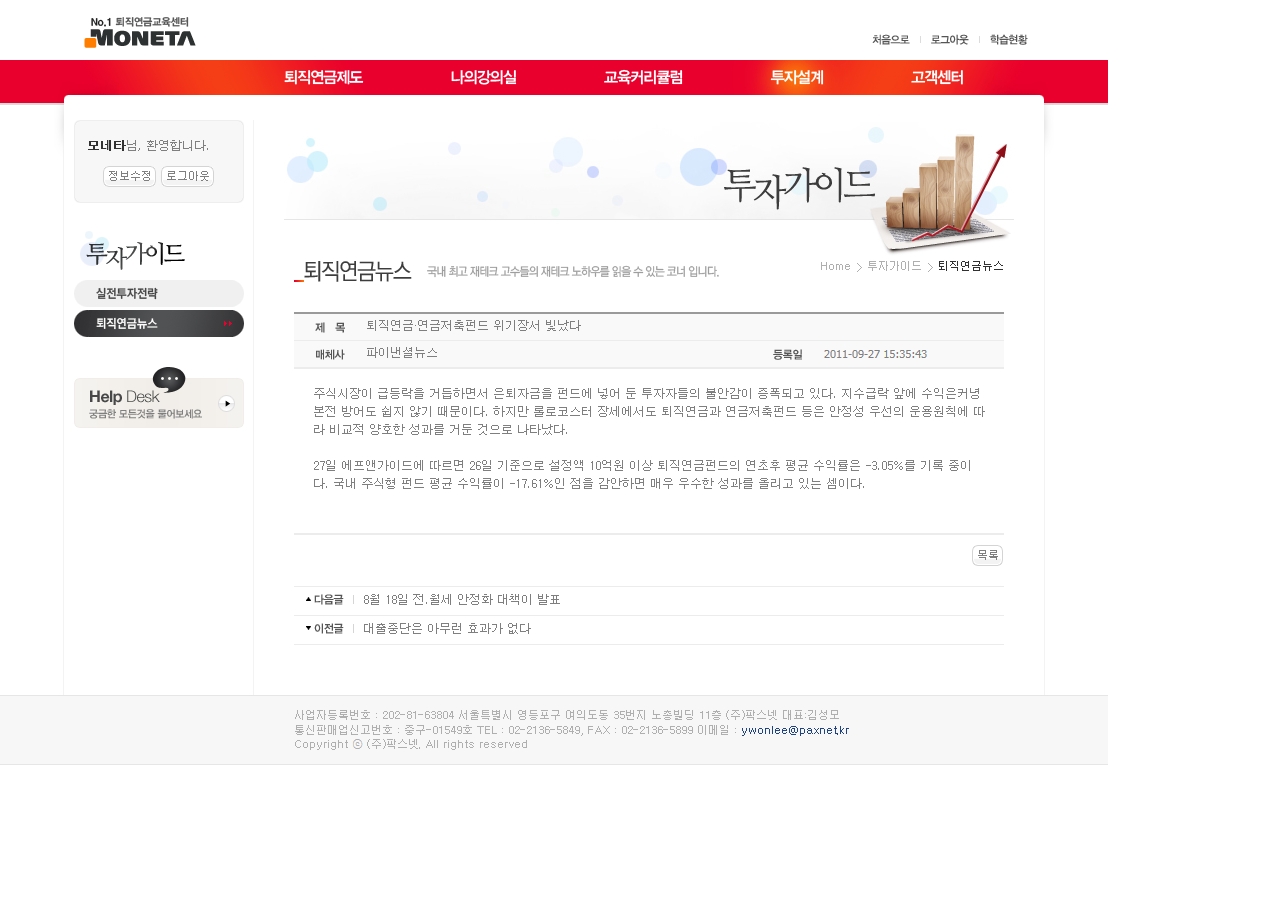 No.1 퇴직연금교육센터
MONETA
처음으로 로그아웃 학습현황
퇴직연금제도 나의강의실 교육커리큘럼 투자설계 고객센터
모네타님, 환영합니다.
정보수정 로그아웃
투자가이드
투자가이드
실전투자전략
퇴직연금뉴스
Help Desk
궁금한 모든것을 물어보세요
퇴직연금뉴스 국내 최고 재테크 고수들의 재테크 노하우를 읽을 수 있는 코너 입니다.
Home > 투자가이드 > 퇴직연금뉴스
제 목 퇴직연금·연금저축펀드 위기장서 빛났다
매체사 파이낸셜뉴스 등록일 2011-09-27 15:35:43
주식시장이 급등락을 거듭하면서 은퇴자금을 펀드에 넣어 둔 투자자들의 불안감이 증폭되고 있다. 지수급락 앞에 수익은커녕
본전 방어도 쉽지 않기 때문이다. 하지만 롤로코스터 장세에서도 퇴직연금과 연금저축펀드 등은 안정성 우선의 운용원칙에 따
라 비교적 양호한 성과를 거둔 것으로 나타났다.
27일 에프앤가이드에 따르면 26일 기준으로 설정액 10억원 이상 퇴직연금펀드의 연초후 평균 수익률은 -3.05%를 기록 중이
다. 국내 주식형 펀드 평균 수익률이 -17.61%인 점을 감안하면 매우 우수한 성과를 올리고 있는 셈이다.
목록
다음글 8월 18일 전.월세 안정화 대책이 발표
이전글 대출중단은 아무런 효과가 없다
사업자등록번호 : 202-81-63804 서울특별시 영등포구 여의도동 35번지 노총빌딩 11층 (주)팍스넷 대표:김성모
통신판매업신고번호 : 중구-01549호 TEL : 02-2136-5849, FAX : 02-2136-5899 이메일 : ywonlee@paxnet.kr
Copyright ⓒ (주)팍스넷. All rights reserved